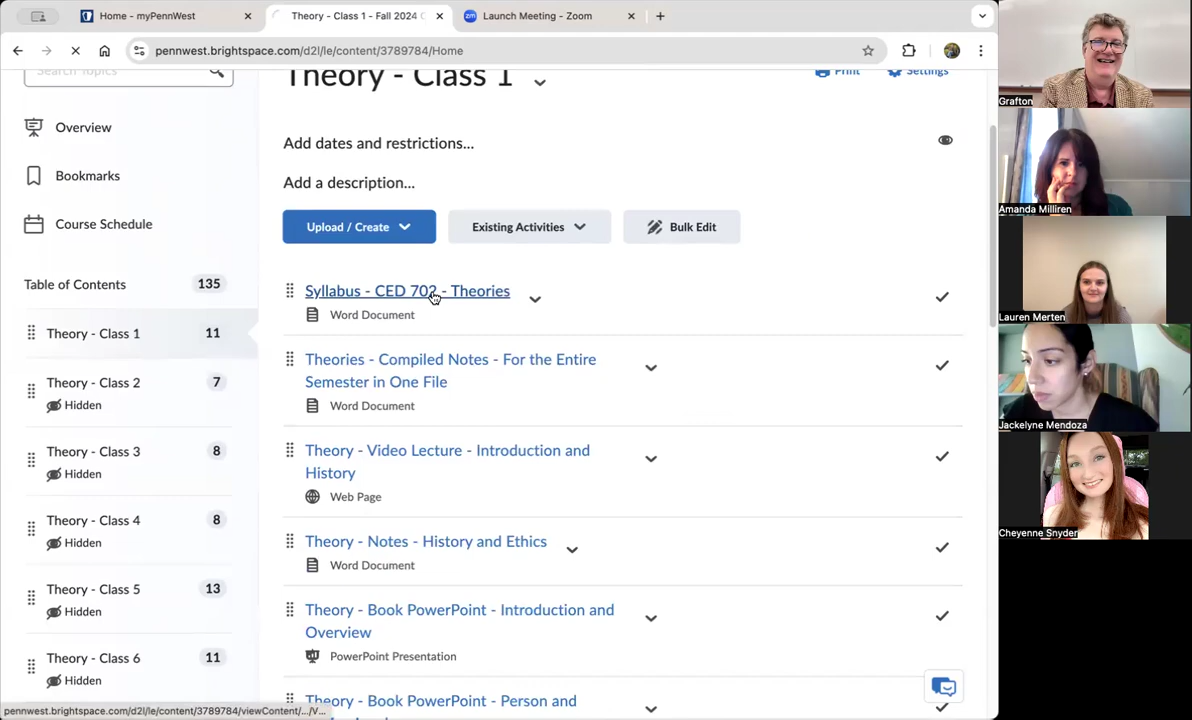 Home - myPennWest
Theory - Class 1 - Fall 2024 C
Launch Meeting - Zoom
pennwest.brightspace.com/d2l/le/content/3789784/Home
Search Topics
Theory - Class 1
Print
Settings
Overview
Bookmarks
Course Schedule
Table of Contents 135
Theory - Class 1 11
Theory - Class 2 7
Hidden
Theory - Class 3 8
Hidden
Theory - Class 4 8
Hidden
Theory - Class 5 13
Hidden
Theory - Class 6 11
Hidden
Add dates and restrictions...
Add a description...
Upload / Create
Existing Activities
Bulk Edit
Syllabus - CED 702 - Theories
Word Document
Theories - Compiled Notes - For the Entire
Semester in One File
Word Document
Theory - Video Lecture - Introduction and
History
Web Page
Theory - Notes - History and Ethics
Word Document
Theory - Book PowerPoint - Introduction and
Overview
PowerPoint Presentation
Theory - Book PowerPoint - Person and
pennwest.brightspace.com/d2l/le/content/3789784/viewContent/.../V...
Grafton
Amanda Milliren
Lauren Merten
Jackelyne Mendoza
Cheyenne Snyder
zm